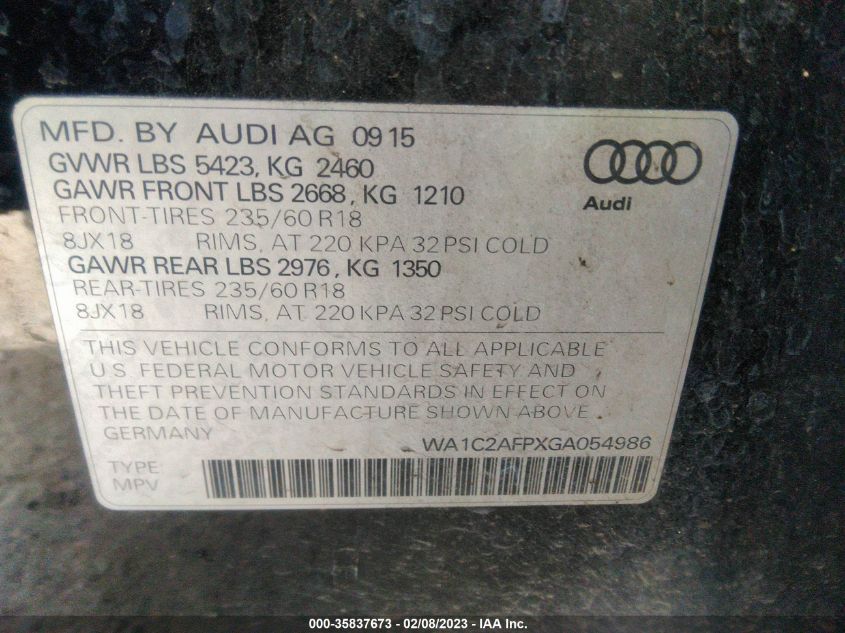 MFD. BY AUDI AG 0915
GVWR LBS 5423, KG 2460
GAWR FRONT LBS 2668, KG 1210
FRONT-TIRES 235/60 R18
8JX18 RIMS, AT 220 KPA 32 PSI COLD
GAWR REAR LBS 2976, KG 1350
REAR-TIRES 235/60 R18
8JX18 RIMS, AT 220 KPA 32 PSI COLD
Audi
THIS VEHICLE CONFORMS TO ALL APPLICABLE
U.S. FEDERAL MOTOR VEHICLE SAFETY AND
THEFT PREVENTION STANDARDS IN EFFECT ON
THE DATE OF MANUFACTURE SHOWN ABOVE
GERMANY
WA1C2AFPXGA054986
TYPE:
MPV
000-35837673 - 02/08/2023 - IAA Inc.